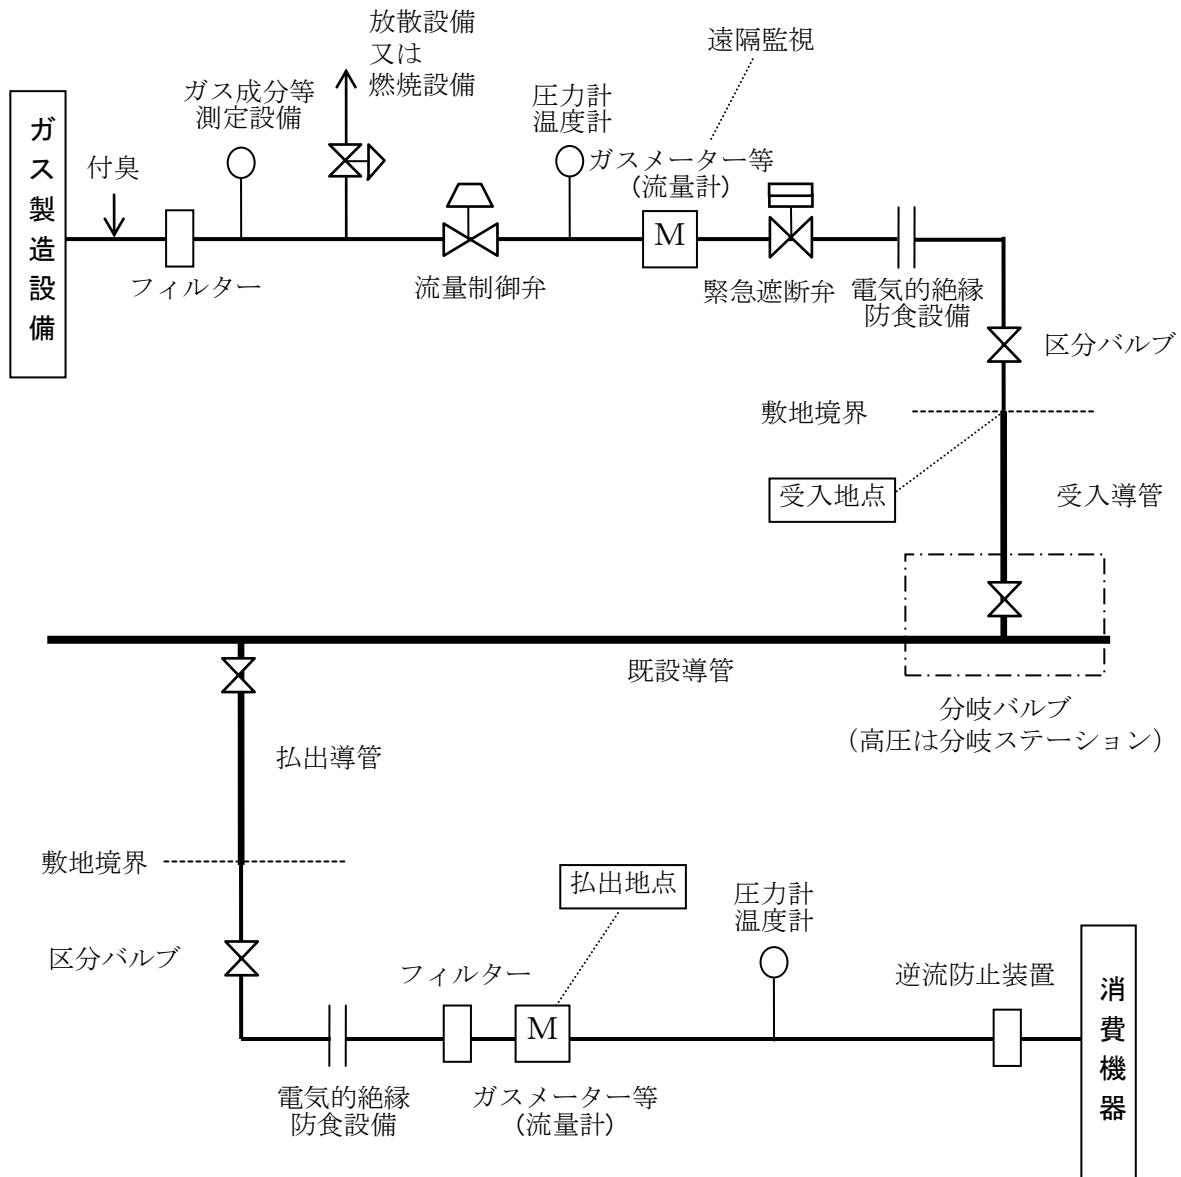 放散設備
又は
燃焼設備
遠隔監視
ガス成分等
測定設備
圧力計
温度計
ガス製造設備
付臭
ガスメーター等
（流量計）
M
フィルター
流量制御弁
緊急遮断弁
電気的絶縁
防食設備
区分バルブ
敷地境界
受入地点
受入導管
既設導管
分岐バルブ
（高圧は分岐ステーション）
払出導管
敷地境界
払出地点
圧力計
温度計
区分バルブ
フィルター
逆流防止装置
M
消費機器
電気的絶縁
防食設備
ガスメーター等
（流量計）